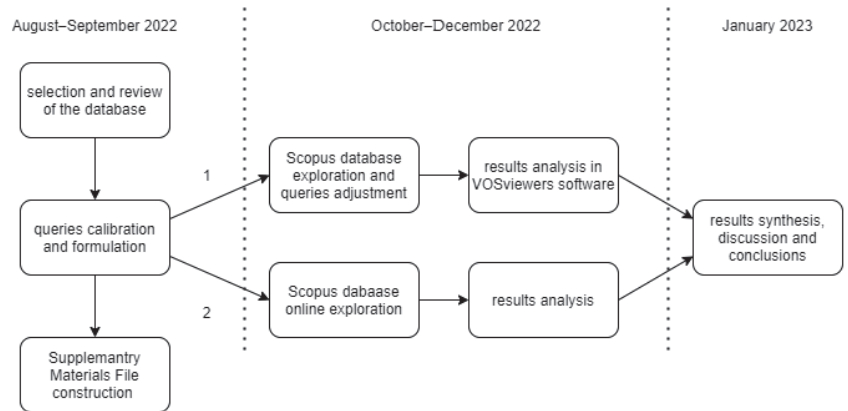 August–September 2022
October–December 2022
January 2023
selection and review
of the database
queries calibration
and formulation
Supplemantry
Materials File
construction
1
2
Scopus database
exploration and
queries adjustment
results analysis in
VOSviewers software
Scopus dabaase
online exploration
results analysis
results synthesis,
discussion and
conclusions